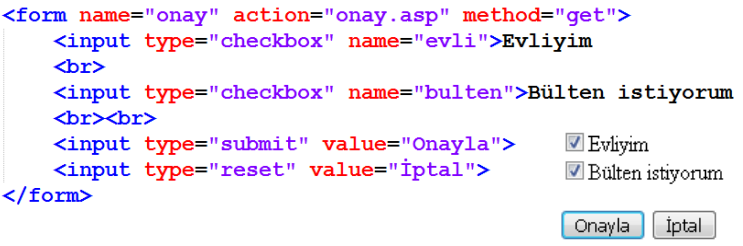 <form name="onay" action="onay.asp" method="get">
<input type="checkbox" name="evli">Evliyim
<br>
<input type="checkbox" name="bulten">Bülten istiyorum
<br><br>
<input type="submit" value="Onayla">
<input type="reset" value="İptal">
</form>
Evliyim
Bülten istiyorum
Onayla İptal